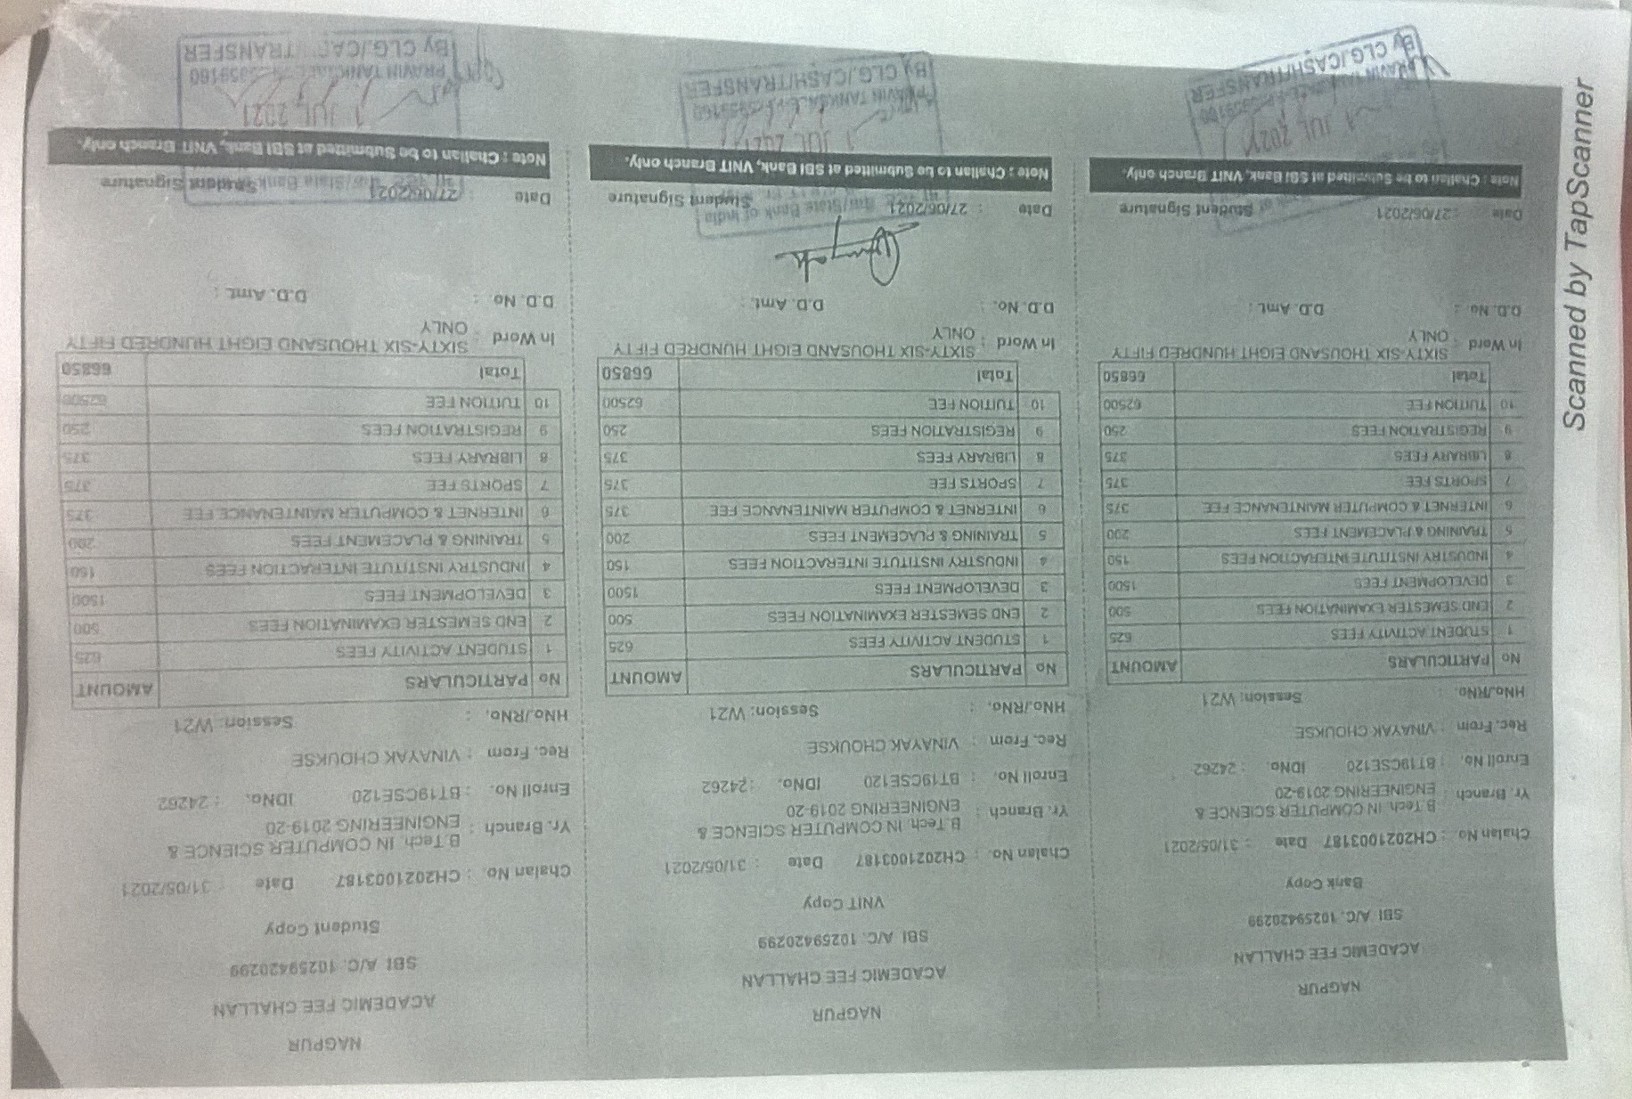 NAGPUR
ACADEMIC FEE CHALLAN
SBI A/C. 10259420299
Bank Copy
Chalan No. : CH2021003187 Date : 31/05/2021
Yr. Branch : B.Tech IN COMPUTER SCIENCE &
ENGINEERING 2019-20
Enroll No. : BT19CSE120 IDNo. : 24262
Rec. From : VINAYAK CHOUKSE
HNo./RNo. : Session: W21
No PARTICULARS AMOUNT
1 STUDENT ACTIVITY FEES 625
2 END SEMESTER EXAMINATION FEES 500
3 DEVELOPMENT FEES 1500
4 INDUSTRY INSTITUTE INTERACTION FEES 150
5 TRAINING & PLACEMENT FEES 200
6 INTERNET & COMPUTER MAINTENANCE FEE 375
7 SPORTS FEE 375
8 LIBRARY FEES 375
9 REGISTRATION FEES 250
10 TUITION FEE 62500
Total 66850
In Word : SIXTY-SIX THOUSAND EIGHT HUNDRED FIFTY
ONLY
D.D. No. : D.D. Amt. :
Date : 27/06/2021 Student Signature
Note : Challan to be Submitted at SBI Bank, VNIT Branch only.
JUL 2021
By CLG./CASH/TRANSFER
NAGPUR
ACADEMIC FEE CHALLAN
SBI A/C. 10259420299
VNIT Copy
Chalan No. : CH2021003187 Date : 31/05/2021
Yr. Branch : B.Tech IN COMPUTER SCIENCE &
ENGINEERING 2019-20
Enroll No. : BT19CSE120 IDNo. : 24262
Rec. From : VINAYAK CHOUKSE
HNo./RNo. : Session: W21
No PARTICULARS AMOUNT
1 STUDENT ACTIVITY FEES 625
2 END SEMESTER EXAMINATION FEES 500
3 DEVELOPMENT FEES 1500
4 INDUSTRY INSTITUTE INTERACTION FEES 150
5 TRAINING & PLACEMENT FEES 200
6 INTERNET & COMPUTER MAINTENANCE FEE 375
7 SPORTS FEE 375
8 LIBRARY FEES 375
9 REGISTRATION FEES 250
10 TUITION FEE 62500
Total 66850
In Word : SIXTY-SIX THOUSAND EIGHT HUNDRED FIFTY
ONLY
D.D. No. : D.D. Amt. :
State Bank of India
Date : 27/06/2021 Student Signature
Note : Challan to be Submitted at SBI Bank, VNIT Branch only.
JUL 2021
PRAVIN TANKALE
By CLG./CASH/TRANSFER
NAGPUR
ACADEMIC FEE CHALLAN
SBI A/C. 10259420299
Student Copy
Chalan No. : CH2021003187 Date : 31/05/2021
Yr. Branch : B.Tech IN COMPUTER SCIENCE &
ENGINEERING 2019-20
Enroll No. : BT19CSE120 IDNo. : 24262
Rec. From : VINAYAK CHOUKSE
HNo./RNo. : Session: W21
No PARTICULARS AMOUNT
1 STUDENT ACTIVITY FEES 625
2 END SEMESTER EXAMINATION FEES 500
3 DEVELOPMENT FEES 1500
4 INDUSTRY INSTITUTE INTERACTION FEES 150
5 TRAINING & PLACEMENT FEES 200
6 INTERNET & COMPUTER MAINTENANCE FEE 375
7 SPORTS FEE 375
8 LIBRARY FEES 375
9 REGISTRATION FEES 250
10 TUITION FEE 62500
Total 66850
In Word : SIXTY-SIX THOUSAND EIGHT HUNDRED FIFTY
ONLY
D.D. No. : D.D. Amt. :
State Bank
Date 27/06/2021 Student Signature
Note : Challan to be Submitted at SBI Bank, VNIT Branch only.
JUL 2021
PRAVIN
By CLG./ TRANSFER
Scanned by TapScanner